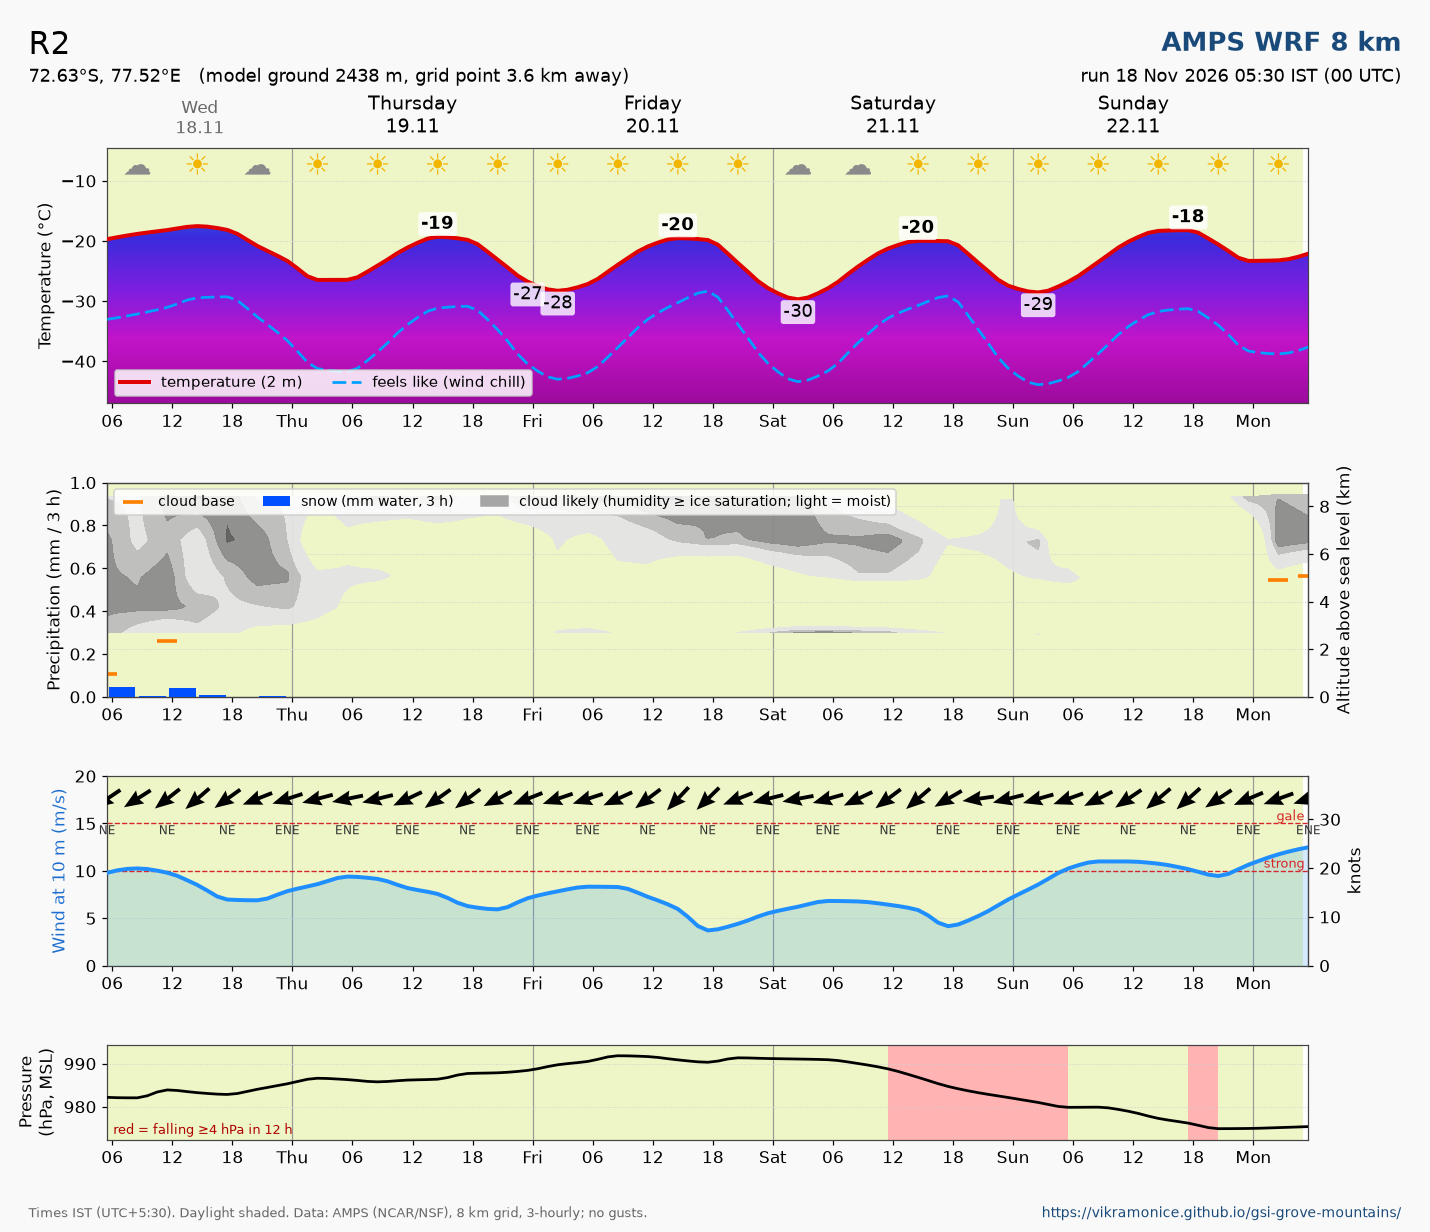 R2
AMPS WRF 8 km
72.63°S, 77.52°E (model ground 2438 m, grid point 3.6 km away)
run 18 Nov 2026 05:30 IST (00 UTC)
Wed
18.11
Thursday
19.11
Friday
20.11
Saturday
21.11
Sunday
22.11
Temperature (°C)
−10
−20
−30
−40
-19
-20
-20
-18
-27
-28
-30
-29
temperature (2 m)
feels like (wind chill)
06 12 18 Thu 06 12 18 Fri 06 12 18 Sat 06 12 18 Sun 06 12 18 Mon
Precipitation (mm / 3 h)
1.0
0.8
0.6
0.4
0.2
0.0
cloud base
snow (mm water, 3 h)
cloud likely (humidity ≥ ice saturation; light = moist)
8
6
4
2
0
Altitude above sea level (km)
06 12 18 Thu 06 12 18 Fri 06 12 18 Sat 06 12 18 Sun 06 12 18 Mon
Wind at 10 m (m/s)
20
15
10
5
0
NE NE NE ENE ENE ENE NE ENE ENE NE NE ENE ENE NE ENE ENE ENE NE NE ENE ENE
gale
strong
30
20
10
0
knots
06 12 18 Thu 06 12 18 Fri 06 12 18 Sat 06 12 18 Sun 06 12 18 Mon
Pressure
(hPa, MSL)
990
980
red = falling ≥4 hPa in 12 h
06 12 18 Thu 06 12 18 Fri 06 12 18 Sat 06 12 18 Sun 06 12 18 Mon
Times IST (UTC+5:30). Daylight shaded. Data: AMPS (NCAR/NSF), 8 km grid, 3-hourly; no gusts.
https://vikramonice.github.io/gsi-grove-mountains/